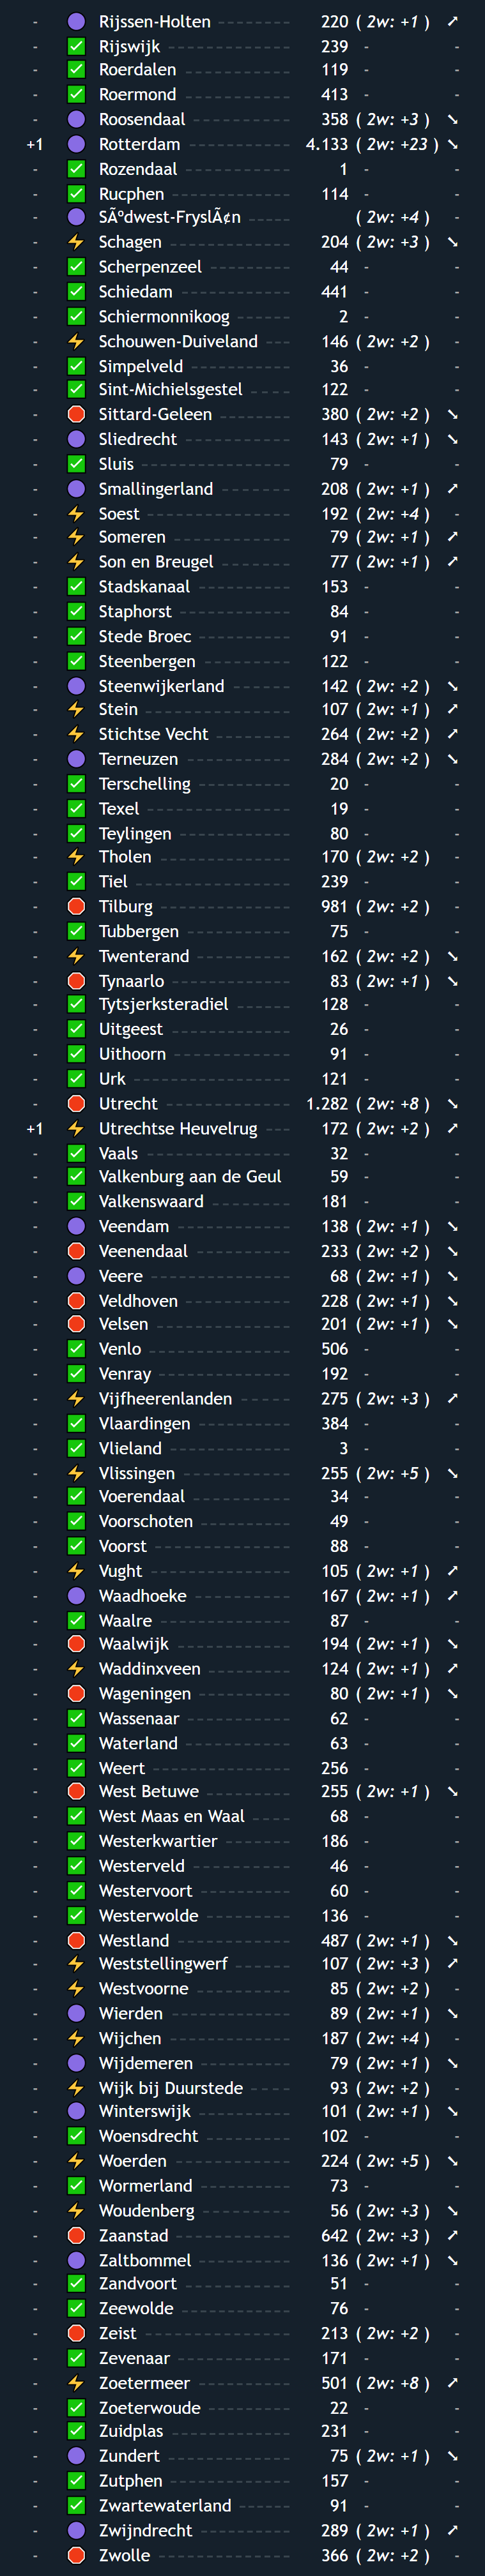 - Rijssen-Holten 220 ( 2w: +1 ) ↗
- ✅ Rijswijk 239 - -
- ✅ Roerdalen 119 - -
- ✅ Roermond 413 - -
- Roosendaal 358 ( 2w: +3 ) ↘
+1 Rotterdam 4.133 ( 2w: +23 ) ↘
- ✅ Rozendaal 1 - -
- ✅ Rucphen 114 - -
- SÃºdwest-FryslÃ¢n ( 2w: +4 ) -
- ⚡ Schagen 204 ( 2w: +3 ) ↘
- ✅ Scherpenzeel 44 - -
- ✅ Schiedam 441 - -
- ✅ Schiermonnikoog 2 - -
- ⚡ Schouwen-Duiveland 146 ( 2w: +2 ) -
- ✅ Simpelveld 36 - -
- ✅ Sint-Michielsgestel 122 - -
- Sittard-Geleen 380 ( 2w: +2 ) ↘
- Sliedrecht 143 ( 2w: +1 ) ↘
- ✅ Sluis 79 - -
- Smallingerland 208 ( 2w: +1 ) ↗
- ⚡ Soest 192 ( 2w: +4 ) -
- ⚡ Someren 79 ( 2w: +1 ) ↗
- ⚡ Son en Breugel 77 ( 2w: +1 ) ↗
- ✅ Stadskanaal 153 - -
- ✅ Staphorst 84 - -
- ✅ Stede Broec 91 - -
- ✅ Steenbergen 122 - -
- Steenwijkerland 142 ( 2w: +2 ) ↘
- ⚡ Stein 107 ( 2w: +1 ) ↗
- ⚡ Stichtse Vecht 264 ( 2w: +2 ) ↗
- Terneuzen 284 ( 2w: +2 ) ↘
- ✅ Terschelling 20 - -
- ✅ Texel 19 - -
- ✅ Teylingen 80 - -
- ⚡ Tholen 170 ( 2w: +2 ) -
- ✅ Tiel 239 - -
- Tilburg 981 ( 2w: +2 ) -
- ✅ Tubbergen 75 - -
- ⚡ Twenterand 162 ( 2w: +2 ) ↘
- Tynaarlo 83 ( 2w: +1 ) ↘
- ✅ Tytsjerksteradiel 128 - -
- ✅ Uitgeest 26 - -
- ✅ Uithoorn 91 - -
- ✅ Urk 121 - -
- Utrecht 1.282 ( 2w: +8 ) ↘
+1 ⚡ Utrechtse Heuvelrug 172 ( 2w: +2 ) ↗
- ✅ Vaals 32 - -
- ✅ Valkenburg aan de Geul 59 - -
- ✅ Valkenswaard 181 - -
- Veendam 138 ( 2w: +1 ) ↘
- Veenendaal 233 ( 2w: +2 ) ↘
- Veere 68 ( 2w: +1 ) ↘
- Veldhoven 228 ( 2w: +1 ) ↘
- Velsen 201 ( 2w: +1 ) ↘
- ✅ Venlo 506 - -
- ✅ Venray 192 - -
- ⚡ Vijfheerenlanden 275 ( 2w: +3 ) ↗
- ✅ Vlaardingen 384 - -
- ✅ Vlieland 3 - -
- ⚡ Vlissingen 255 ( 2w: +5 ) ↘
- ✅ Voerendaal 34 - -
- ✅ Voorschoten 49 - -
- ✅ Voorst 88 - -
- ⚡ Vught 105 ( 2w: +1 ) ↗
- Waadhoeke 167 ( 2w: +1 ) ↗
- ✅ Waalre 87 - -
- Waalwijk 194 ( 2w: +1 ) ↘
- ⚡ Waddinxveen 124 ( 2w: +1 ) ↗
- Wageningen 80 ( 2w: +1 ) ↘
- ✅ Wassenaar 62 - -
- ✅ Waterland 63 - -
- ✅ Weert 256 - -
- West Betuwe 255 ( 2w: +1 ) ↘
- ✅ West Maas en Waal 68 - -
- ✅ Westerkwartier 186 - -
- ✅ Westerveld 46 - -
- ✅ Westervoort 60 - -
- ✅ Westerwolde 136 - -
- Westland 487 ( 2w: +1 ) ↘
- ⚡ Weststellingwerf 107 ( 2w: +3 ) ↗
- ⚡ Westvoorne 85 ( 2w: +2 ) -
- Wierden 89 ( 2w: +1 ) ↘
- ⚡ Wijchen 187 ( 2w: +4 ) -
- Wijdemeren 79 ( 2w: +1 ) ↘
- ⚡ Wijk bij Duurstede 93 ( 2w: +2 ) -
- Winterswijk 101 ( 2w: +1 ) ↘
- ✅ Woensdrecht 102 - -
- ⚡ Woerden 224 ( 2w: +5 ) ↘
- ✅ Wormerland 73 - -
- ⚡ Woudenberg 56 ( 2w: +3 ) ↘
- Zaanstad 642 ( 2w: +3 ) ↗
- Zaltbommel 136 ( 2w: +1 ) ↘
- ✅ Zandvoort 51 - -
- ✅ Zeewolde 76 - -
- Zeist 213 ( 2w: +2 ) -
- ✅ Zevenaar 171 - -
- ⚡ Zoetermeer 501 ( 2w: +8 ) ↗
- ✅ Zoeterwoude 22 - -
- ✅ Zuidplas 231 - -
- Zundert 75 ( 2w: +1 ) ↘
- ✅ Zutphen 157 - -
- ✅ Zwartewaterland 91 - -
- Zwijndrecht 289 ( 2w: +1 ) ↗
- Zwolle 366 ( 2w: +2 ) -